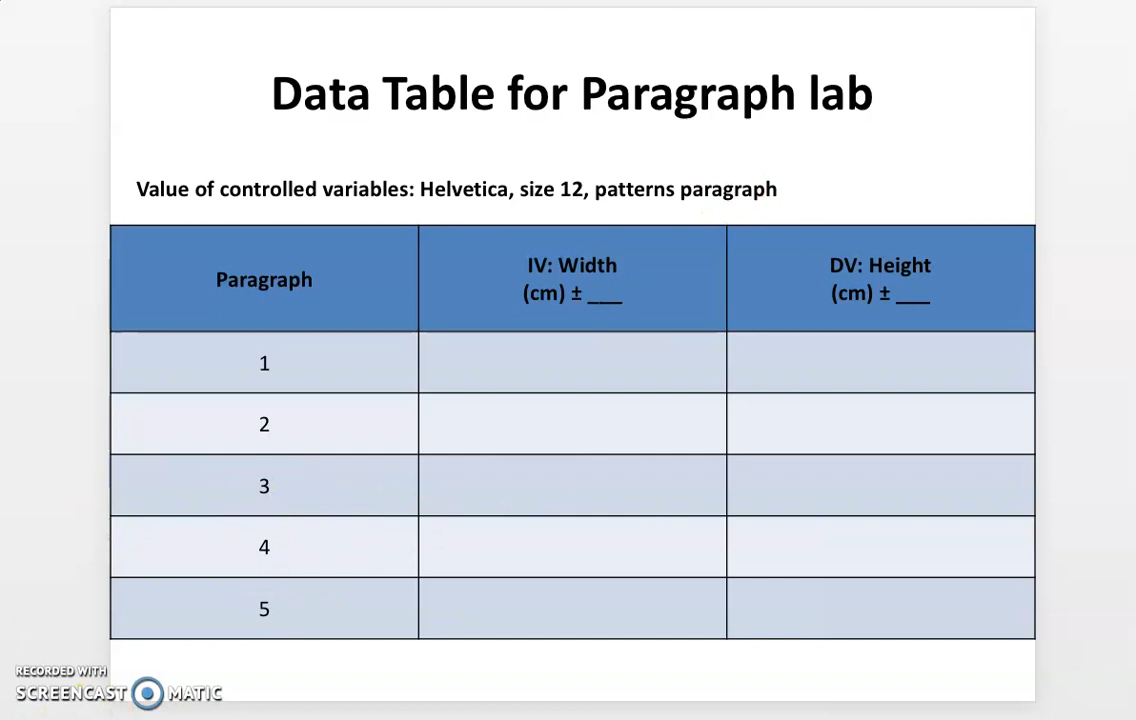 Data Table for Paragraph lab
Value of controlled variables: Helvetica, size 12, patterns paragraph
Paragraph
IV: Width
(cm) ± ___
DV: Height
(cm) ± ___
1
2
3
4
5
RECORDED WITH
SCREENCAST MATIC